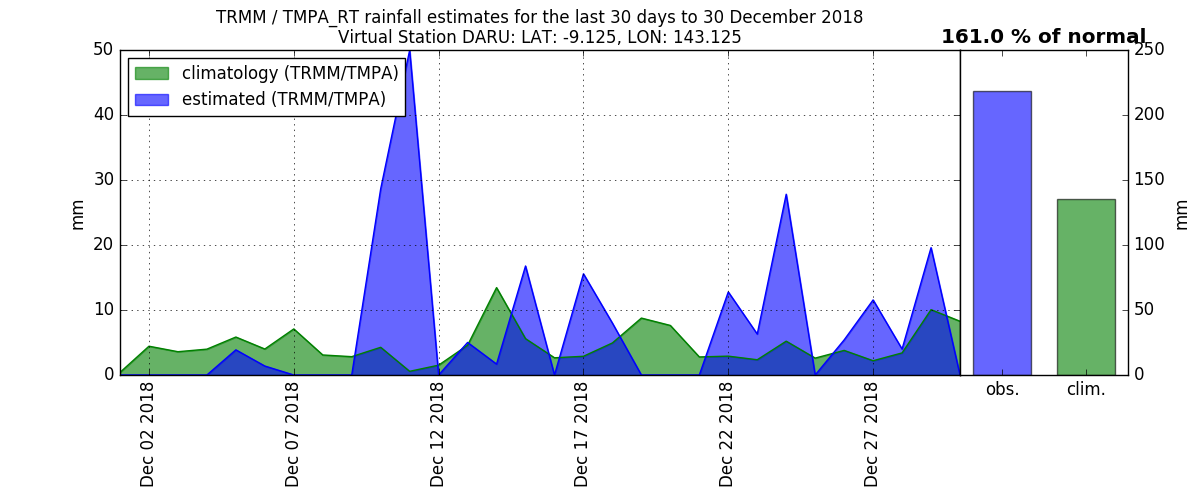 TRMM / TMPA_RT rainfall estimates for the last 30 days to 30 December 2018
Virtual Station DARU: LAT: -9.125, LON: 143.125
161.0 % of normal
climatology (TRMM/TMPA)
estimated (TRMM/TMPA)
50
40
30
20
10
0
mm
Dec 02 2018
Dec 07 2018
Dec 12 2018
Dec 17 2018
Dec 22 2018
Dec 27 2018
obs.
clim.
250
200
150
100
50
0
mm